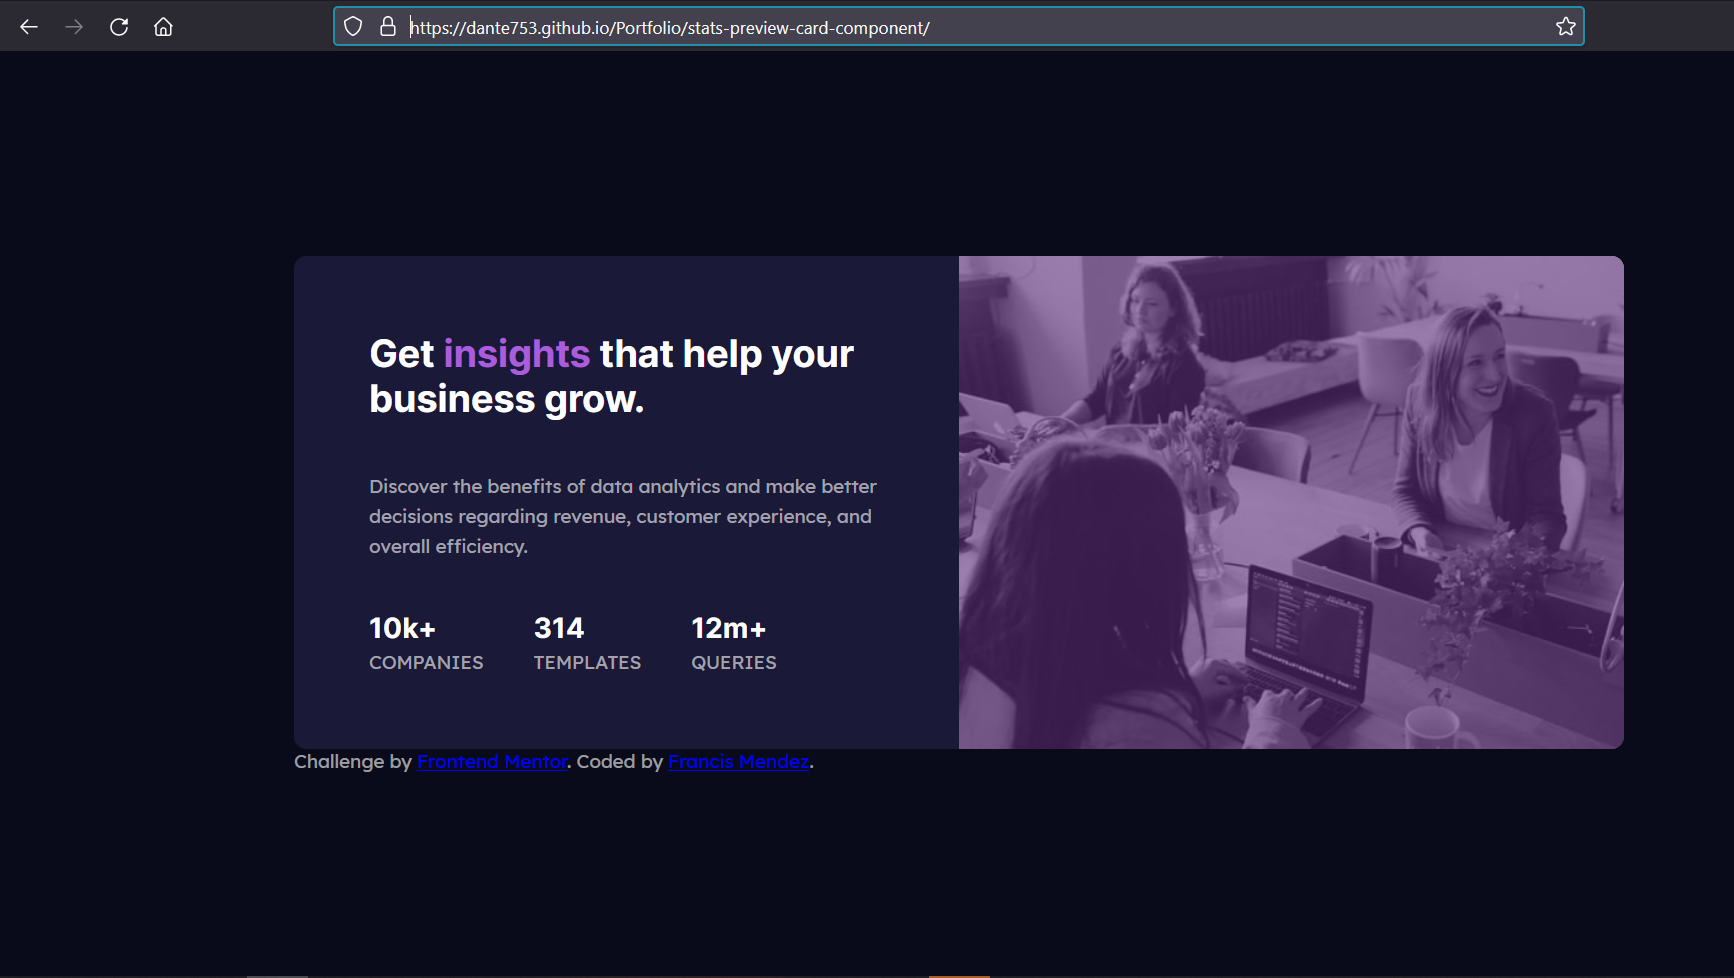 https://dante753.github.io/Portfolio/stats-preview-card-component/
Get insights that help your
business grow.
Discover the benefits of data analytics and make better
decisions regarding revenue, customer experience, and
overall efficiency.
10k+ 314 12m+
COMPANIES TEMPLATES QUERIES
Challenge by Frontend Mentor. Coded by Francis Mendez.